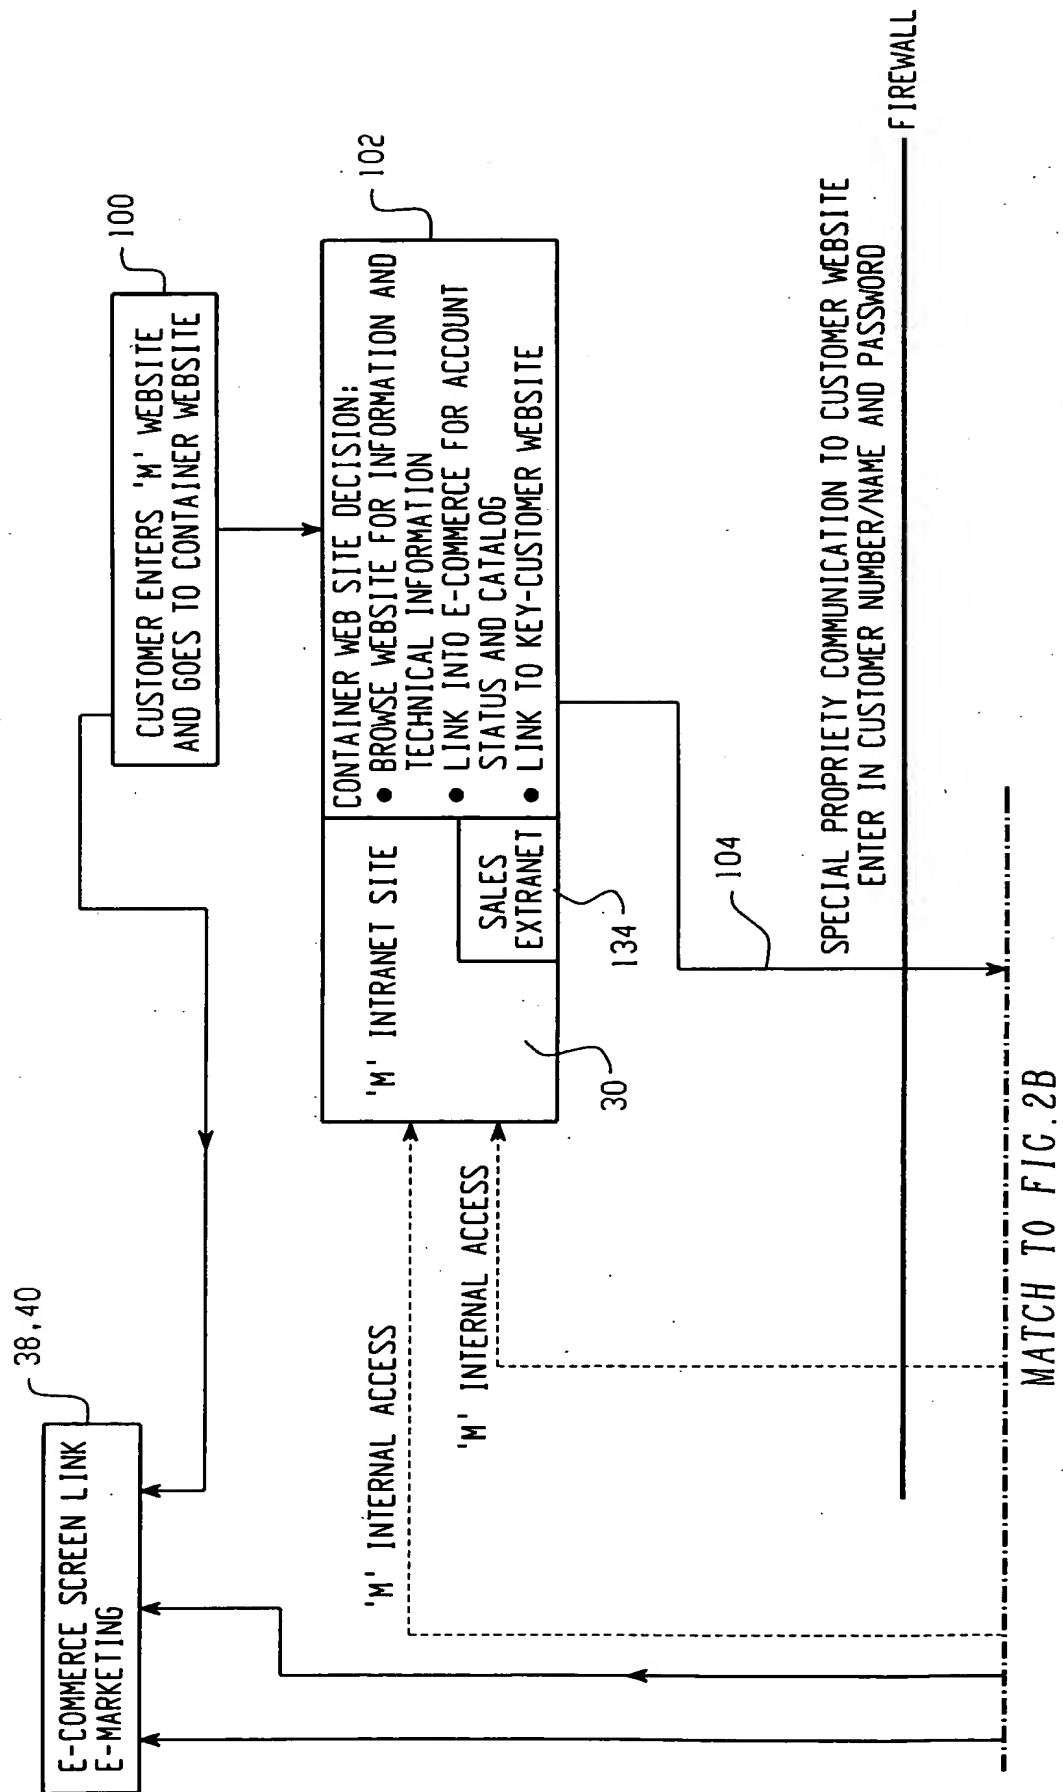 38,40
E-COMMERCE SCREEN LINK
E-MARKETING
100
CUSTOMER ENTERS 'M' WEBSITE
AND GOES TO CONTAINER WEBSITE
102
'M' INTRANET SITE
30
SALES
EXTRANET
134
CONTAINER WEB SITE DECISION:
● BROWSE WEBSITE FOR INFORMATION AND
TECHNICAL INFORMATION
● LINK INTO E-COMMERCE FOR ACCOUNT
STATUS AND CATALOG
● LINK TO KEY-CUSTOMER WEBSITE
'M' INTERNAL ACCESS
'M' INTERNAL ACCESS
104
SPECIAL PROPRIETY COMMUNICATION TO CUSTOMER WEBSITE
ENTER IN CUSTOMER NUMBER/NAME AND PASSWORD
FIREWALL
MATCH TO FIG.2B